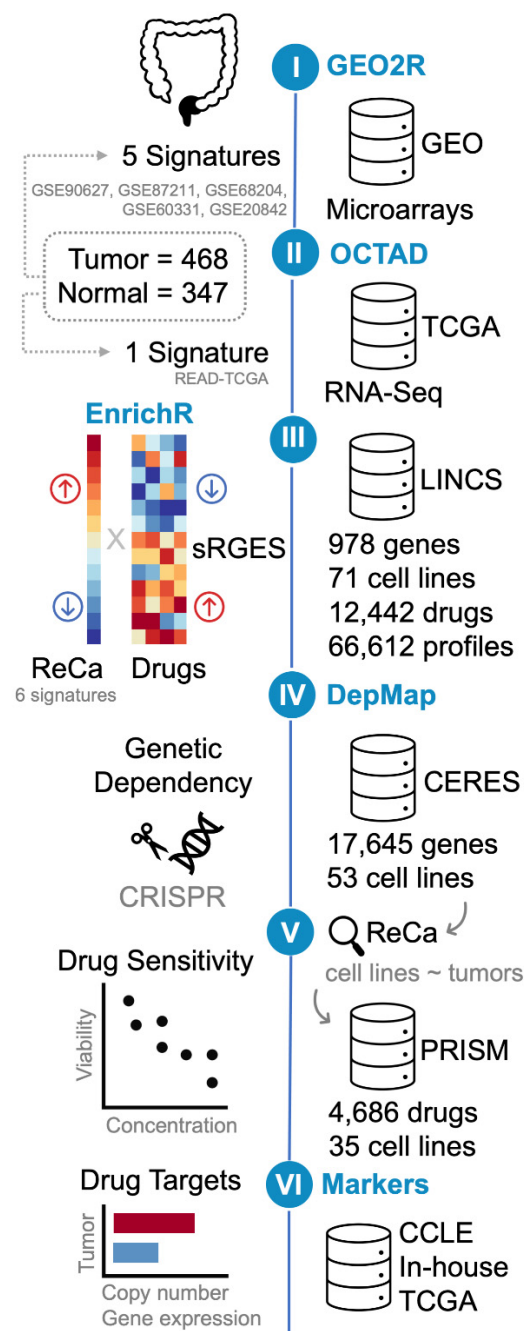 I GEO2R
5 Signatures
GSE90627, GSE87211, GSE68204,
GSE60331, GSE20842
GEO
Microarrays
Tumor = 468
Normal = 347
II OCTAD
1 Signature
READ-TCGA
TCGA
RNA-Seq
EnrichR
X
sRGES
ReCa Drugs
6 signatures
III
LINCS
978 genes
71 cell lines
12,442 drugs
66,612 profiles
IV DepMap
Genetic
Dependency
CRISPR
CERES
17,645 genes
53 cell lines
V ReCa
cell lines ~ tumors
Drug Sensitivity
Viability
Concentration
PRISM
4,686 drugs
35 cell lines
VI Markers
Drug Targets
Tumor
Copy number
Gene expression
CCLE
In-house
TCGA